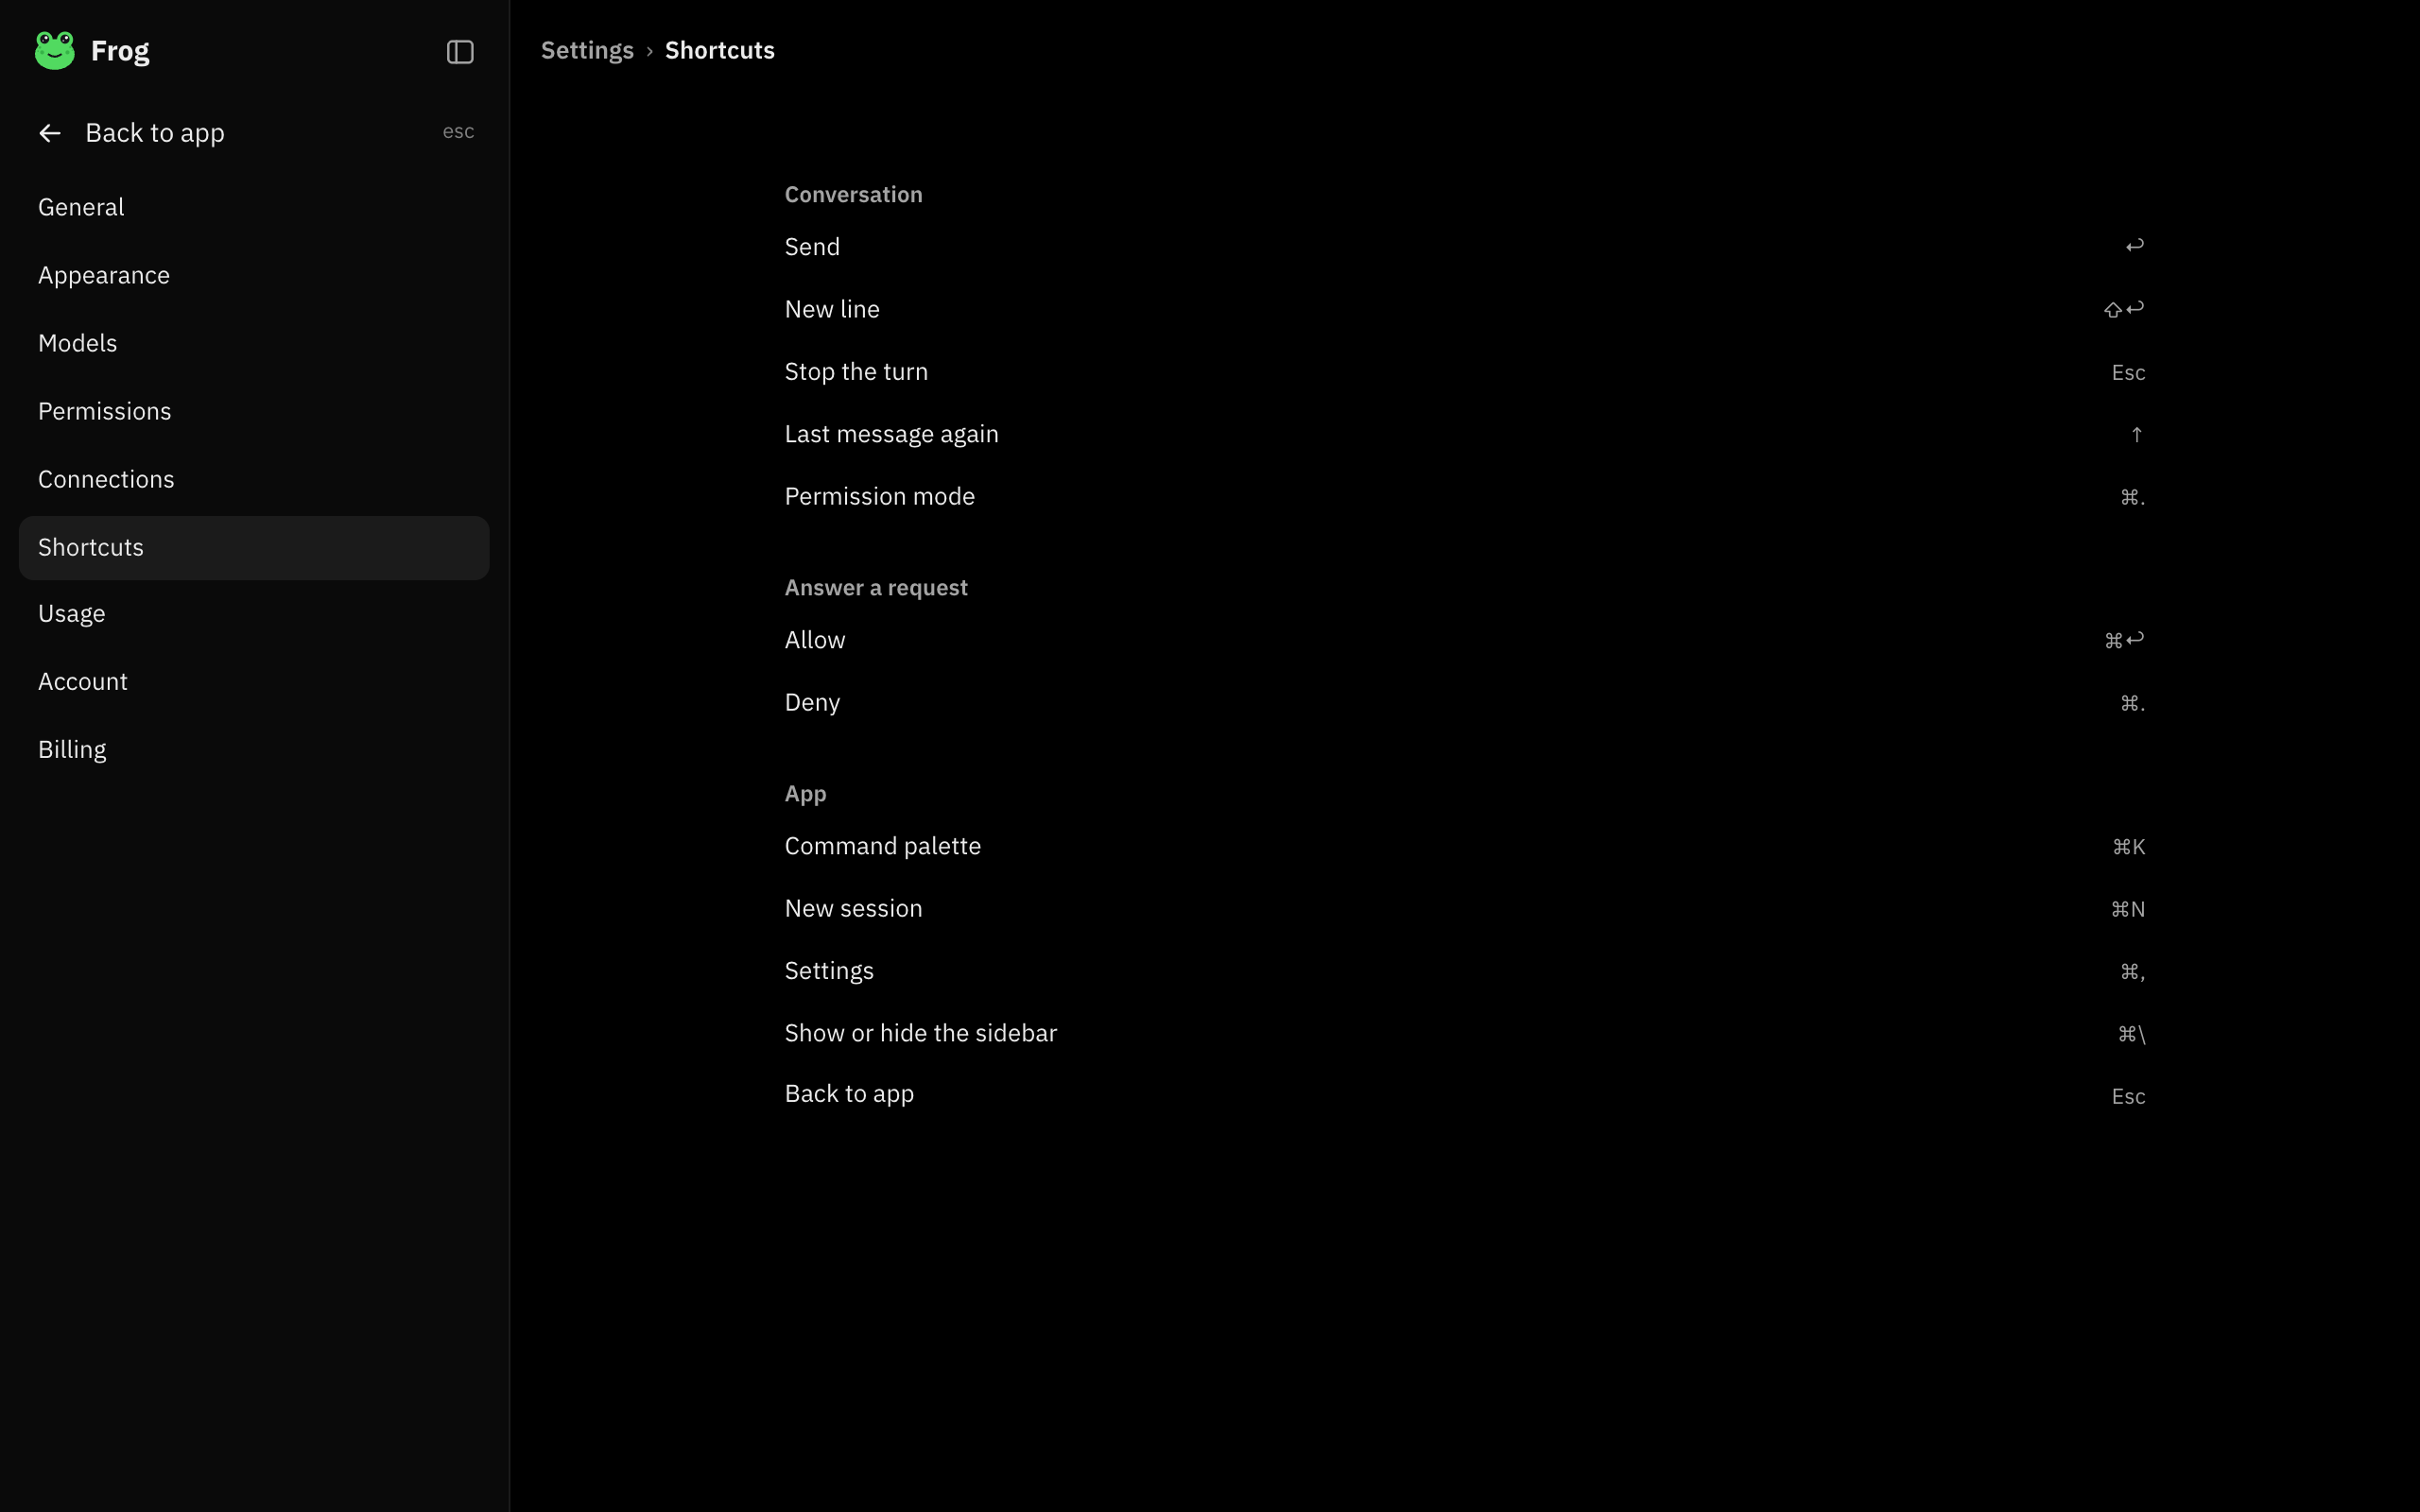 Frog
Back to app esc
General
Appearance
Models
Permissions
Connections
Shortcuts
Usage
Account
Billing
Settings › Shortcuts
Conversation
Send ↩
New line ⇧↩
Stop the turn Esc
Last message again ↑
Permission mode ⌘.
Answer a request
Allow ⌘↩
Deny ⌘.
App
Command palette ⌘K
New session ⌘N
Settings ⌘,
Show or hide the sidebar ⌘\
Back to app Esc